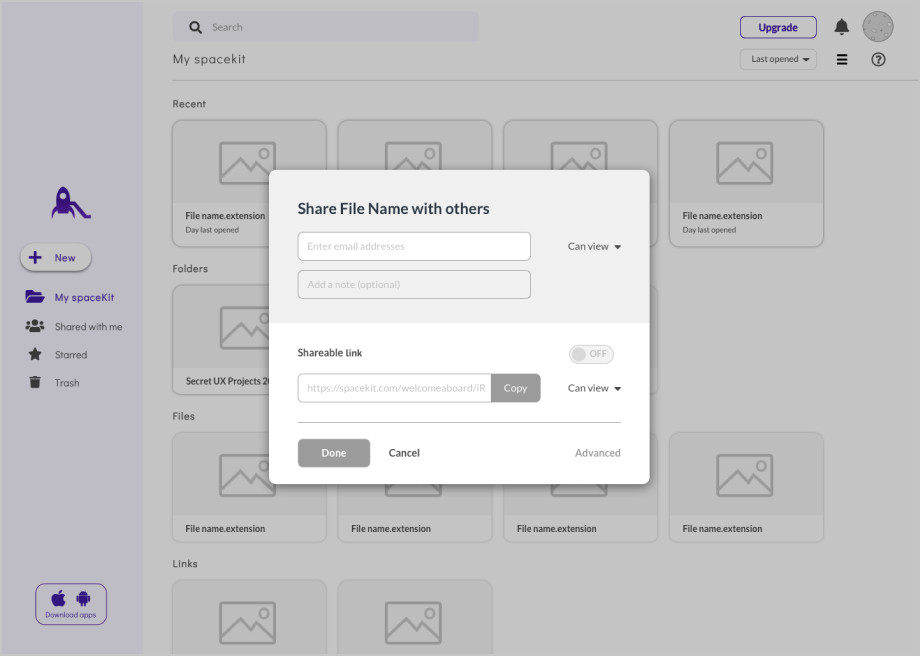 Search
Upgrade
My spacekit
Last opened
Recent
File name.extension
Day last opened
File name.extension
Day last opened
Share File Name with others
Enter email addresses
Can view
Add a note (optional)
Shareable link
OFF
https://spacekit.com/welcomeaboard/iR
Copy
Can view
Done
Cancel
Advanced
New
My spaceKit
Shared with me
Starred
Trash
Download apps
Folders
Secret UX Projects
Files
File name.extension
File name.extension
File name.extension
File name.extension
Links